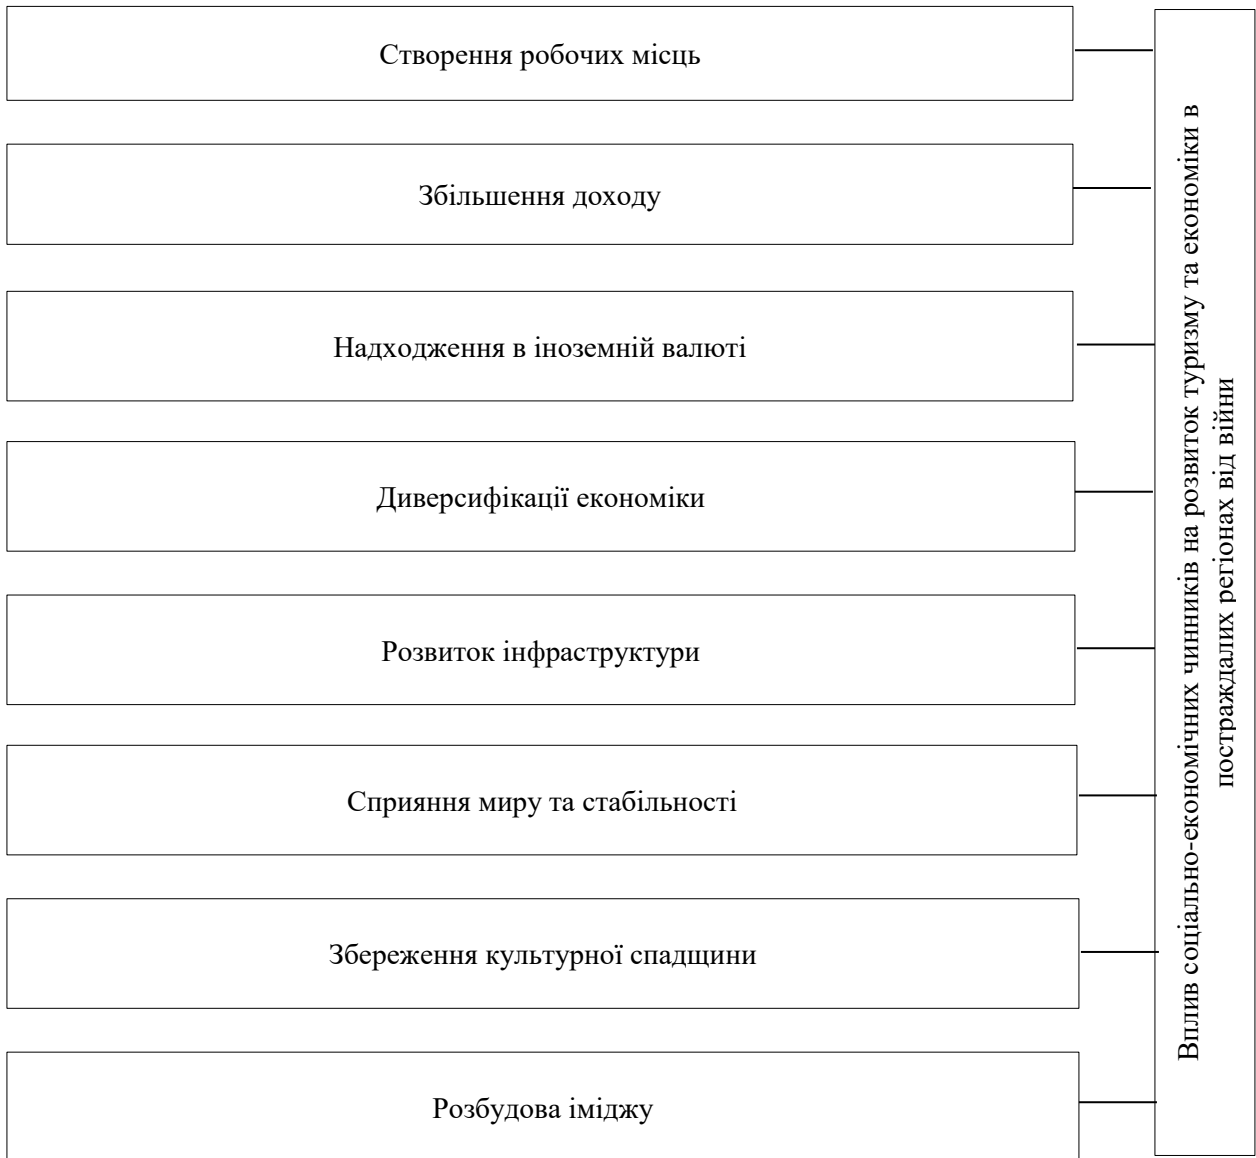 Створення робочих місць
Збільшення доходу
Надходження в іноземній валюті
Диверсифікації економіки
Розвиток інфраструктури
Сприяння миру та стабільності
Збереження культурної спадщини
Розбудова іміджу
Вплив соціально-економічних чинників на розвиток туризму та економіки в
постраждалих регіонах від війни